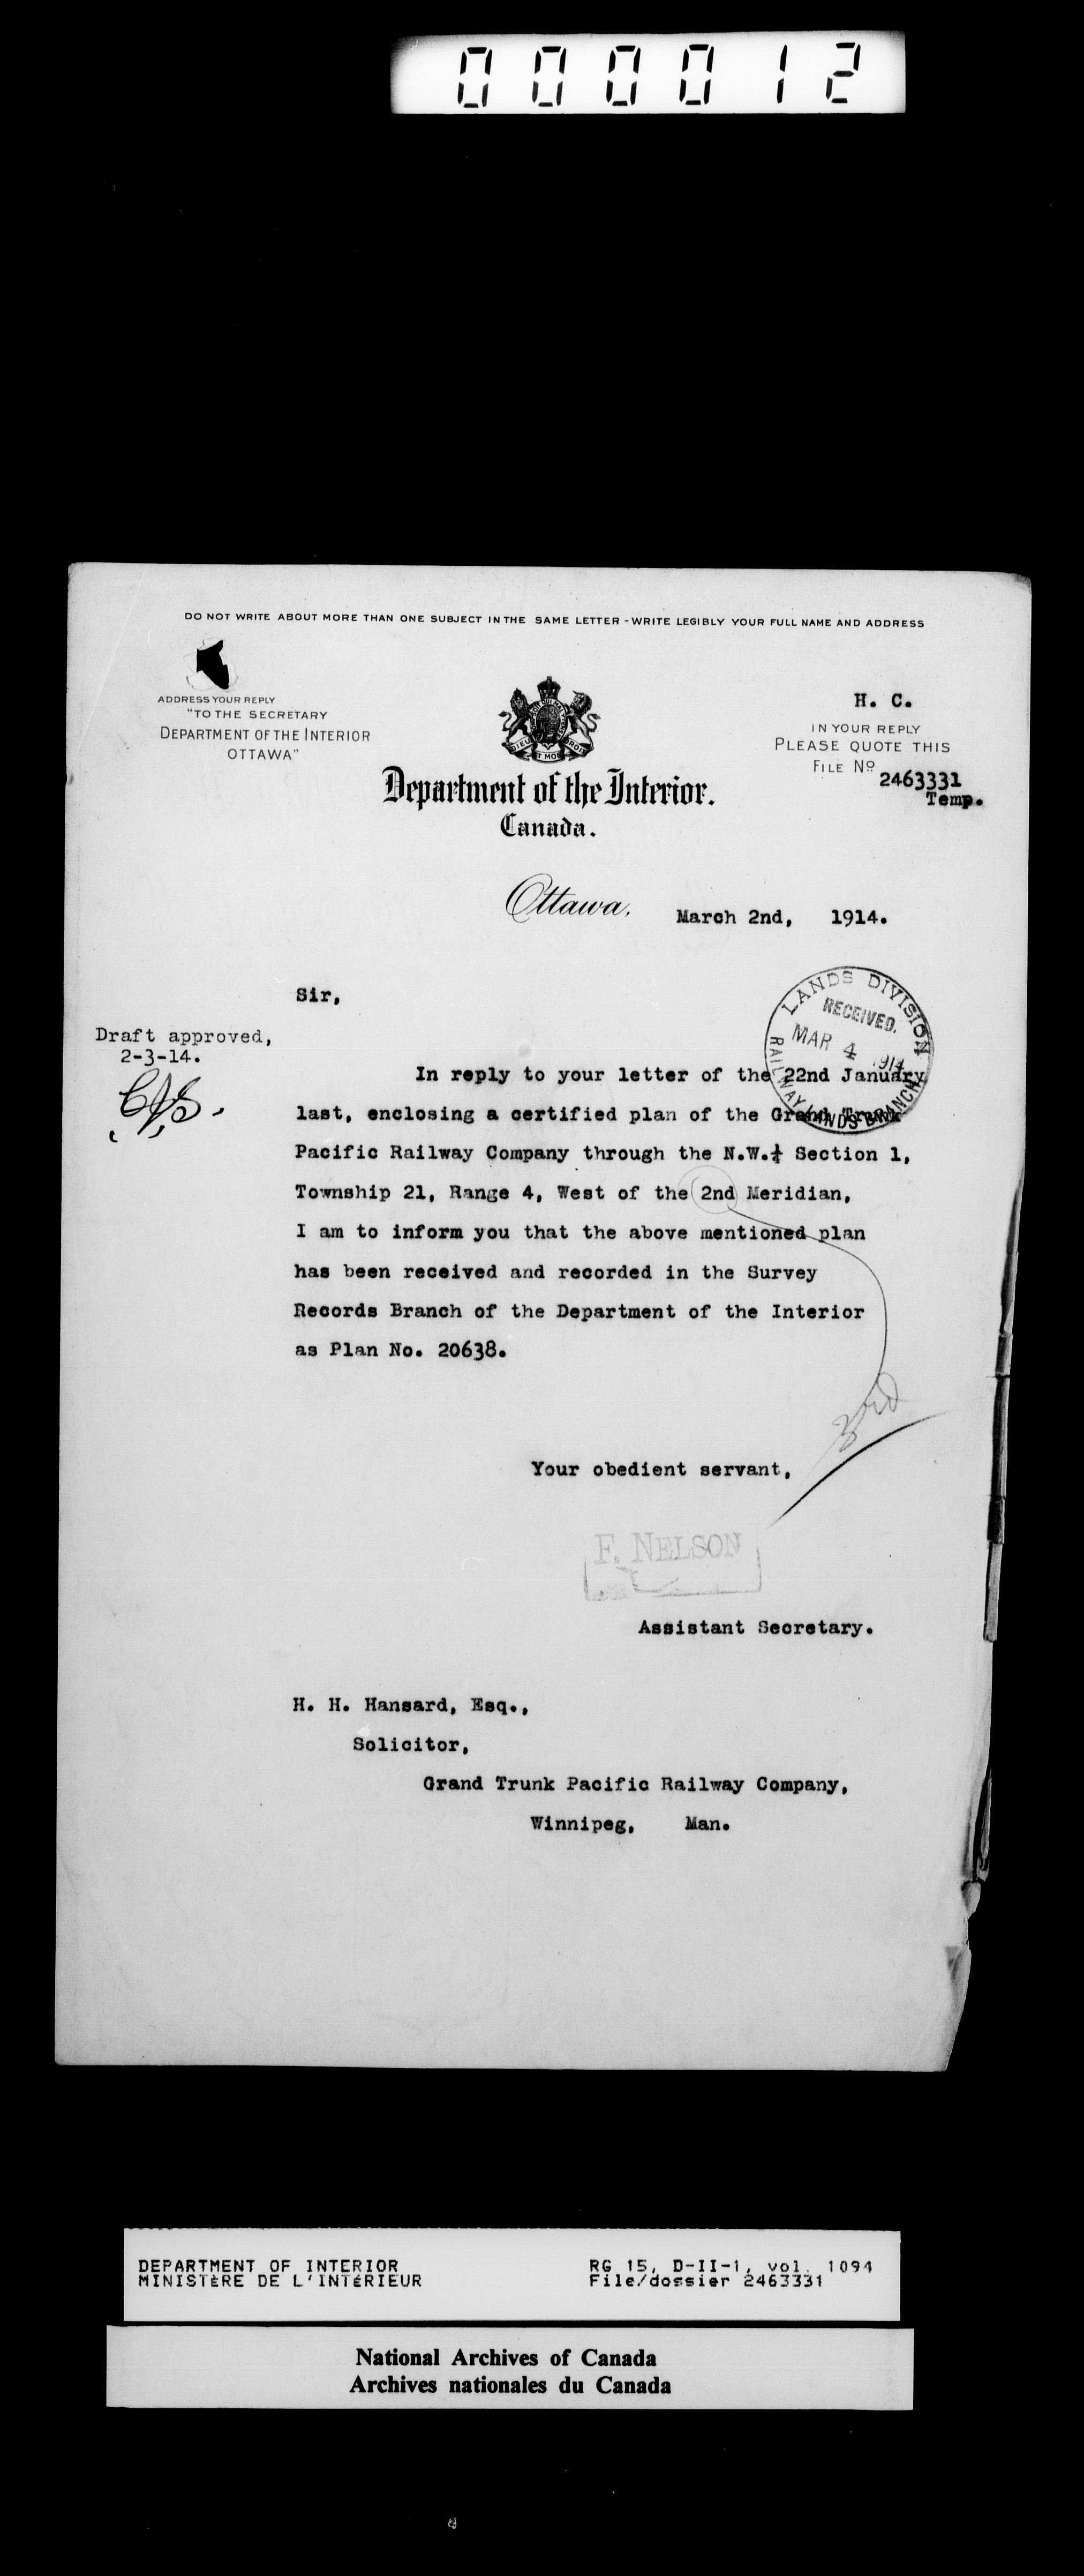 000012
DO NOT WRITE ABOUT MORE THAN ONE SUBJECT IN THE SAME LETTER - WRITE LEGIBLY YOUR FULL NAME AND ADDRESS
ADDRESS YOUR REPLY
"TO THE SECRETARY
DEPARTMENT OF THE INTERIOR
OTTAWA"
H. C.
IN YOUR REPLY
PLEASE QUOTE THIS
FILE No
2463331
Temp.
DIEU DROIT
ET MON
Department of the Interior.
Canada.
Ottawa, March 2nd, 1914.
LANDS DIVISION
RECEIVED.
MAR 4 1914
RAILWAY LANDS BRANCH
Sir,
Draft approved,
2-3-14.
In reply to your letter of the 22nd January
last, enclosing a certified plan of the Grand Trunk
Pacific Railway Company through the N.W.¼ Section 1,
Township 21, Range 4, West of the 2nd Meridian,
I am to inform you that the above mentioned plan
has been received and recorded in the Survey
Records Branch of the Department of the Interior
as Plan No. 20638.
3rd
Your obedient servant,
F. NELSON
Assistant Secretary.
H. H. Hansard, Esq.,
Solicitor,
Grand Trunk Pacific Railway Company,
Winnipeg, Man.
DEPARTMENT OF INTERIOR
MINISTÈRE DE L'INTÉRIEUR
RG 15, D-II-1, vol. 1094
File/dossier 2463331
National Archives of Canada
Archives nationales du Canada